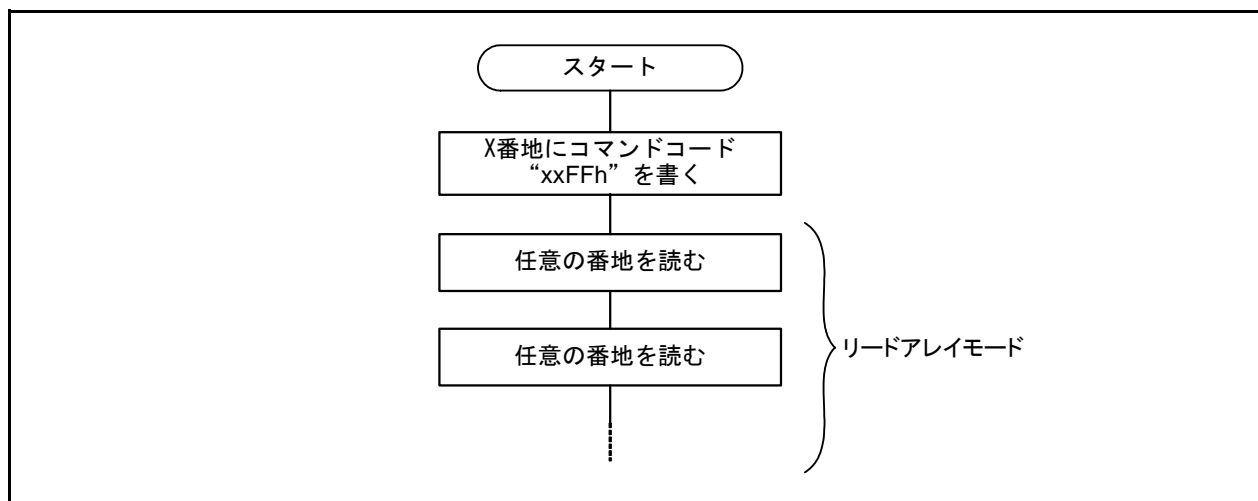 スタート
X番地にコマンドコード
“xxFFh”を書く
任意の番地を読む
任意の番地を読む
リードアレイモード